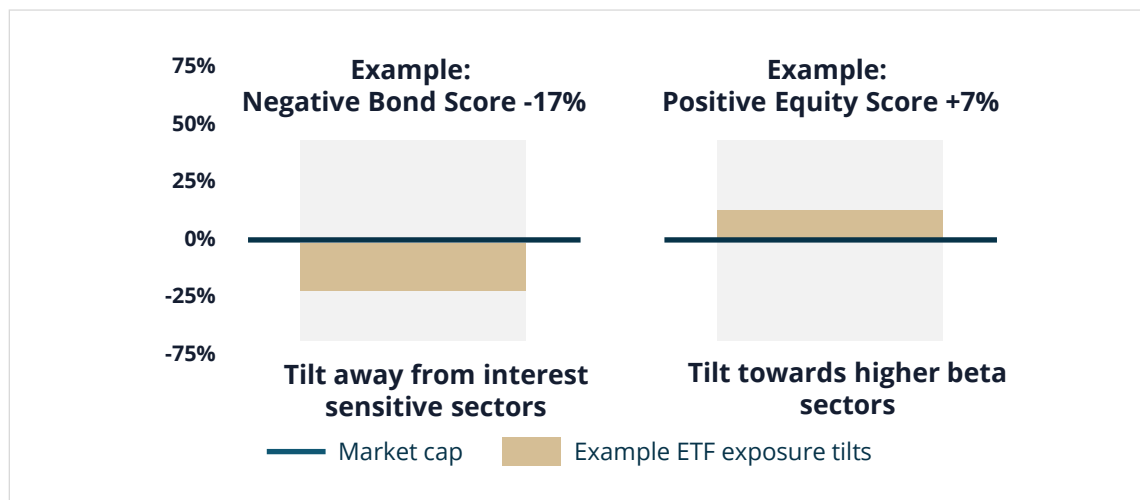 75%
50%
25%
0%
-25%
-75%
Example:
Negative Bond Score -17%
Tilt away from interest
sensitive sectors
Example:
Positive Equity Score +7%
Tilt towards higher beta
sectors
Market cap
Example ETF exposure tilts